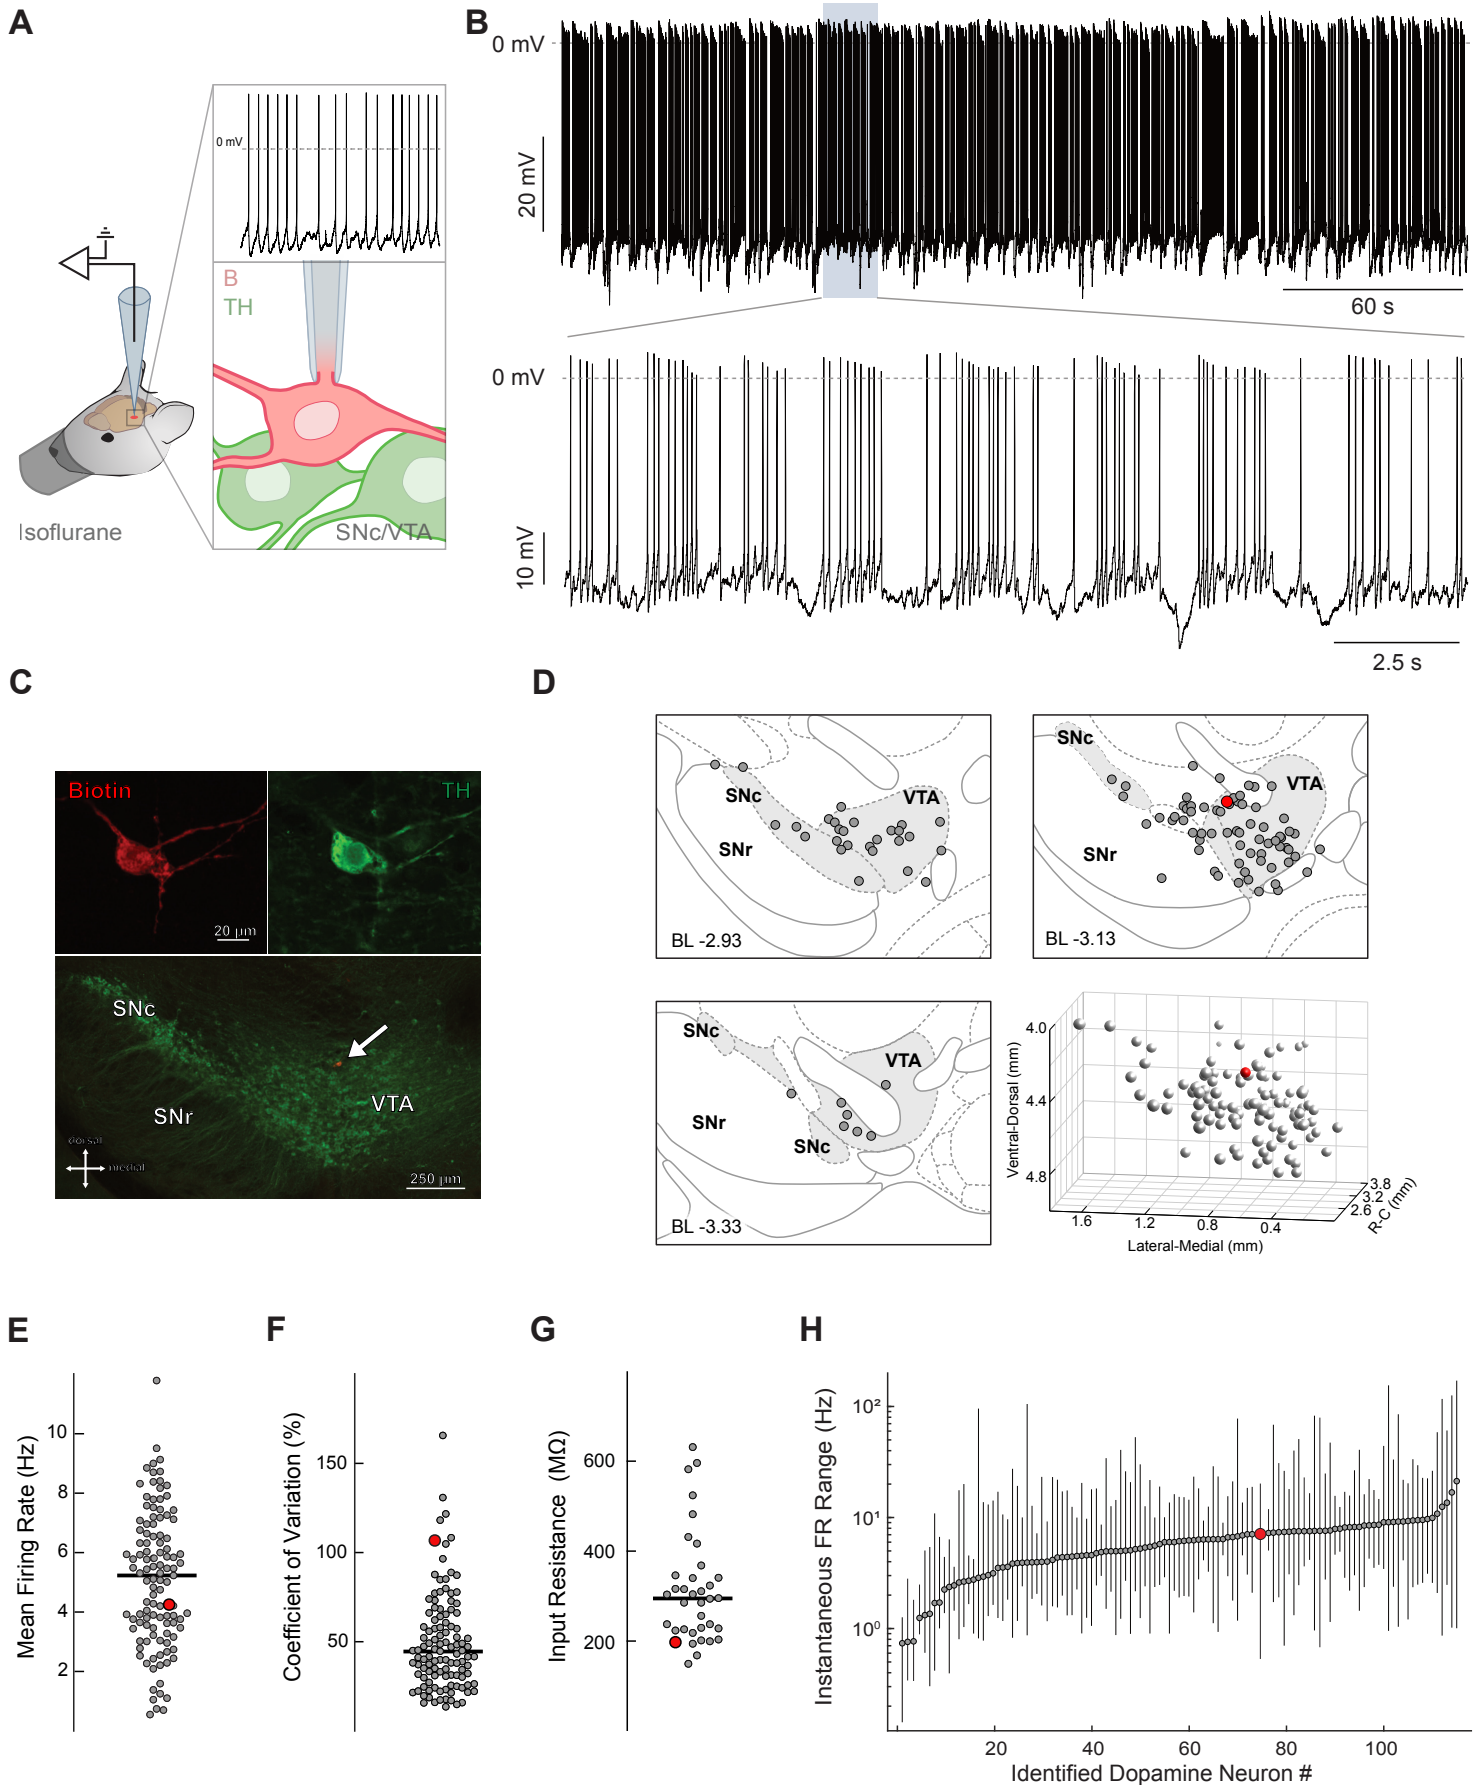 A
0 mV
B
TH
Isoflurane
SNc/VTA
B
0 mV
20 mV
60 s
0 mV
10 mV
2.5 s
C
Biotin
TH
20 µm
SNc
SNr
VTA
dorsal
medial
250 µm
D
SNc
VTA
SNr
BL -2.93
SNc
VTA
SNr
BL -3.13
SNc
VTA
SNr
SNc
BL -3.33
4.0
4.4
4.8
Ventral-Dorsal (mm)
1.6
1.2
0.8
0.4
Lateral-Medial (mm)
3.8
3.2
2.6
R-C (mm)
E
Mean Firing Rate (Hz)
10
8
6
4
2
F
Coefficient of Variation (%)
150
100
50
G
Input Resistance (MΩ)
600
400
200
H
Instantaneous FR Range (Hz)
10²
10¹
10⁰
20
40
60
80
100
Identified Dopamine Neuron #